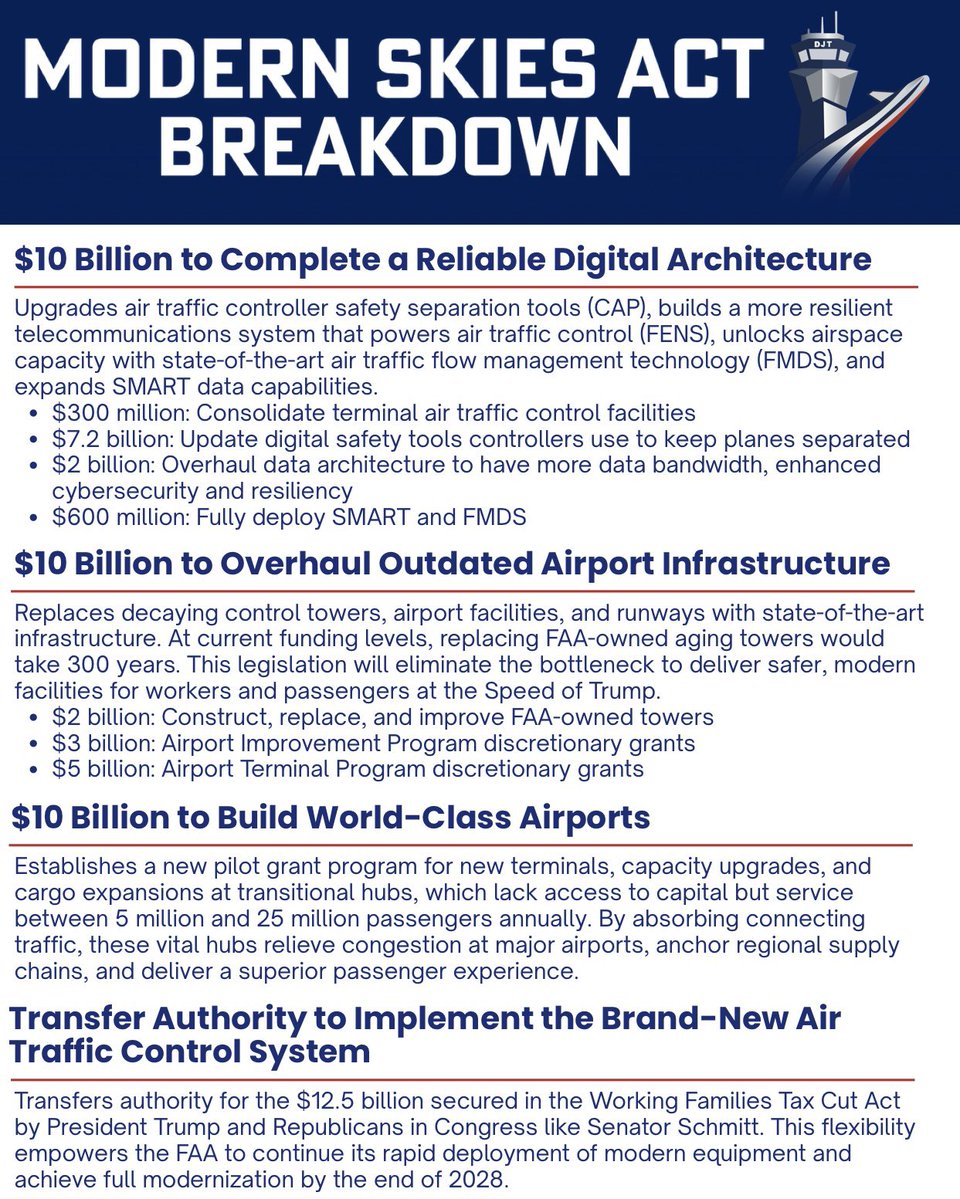 MODERN SKIES ACT
BREAKDOWN
DJT
$10 Billion to Complete a Reliable Digital Architecture
Upgrades air traffic controller safety separation tools (CAP), builds a more resilient
telecommunications system that powers air traffic control (FENS), unlocks airspace
capacity with state-of-the-art air traffic flow management technology (FMDS), and
expands SMART data capabilities.
• $300 million: Consolidate terminal air traffic control facilities
• $7.2 billion: Update digital safety tools controllers use to keep planes separated
• $2 billion: Overhaul data architecture to have more data bandwidth, enhanced
cybersecurity and resiliency
• $600 million: Fully deploy SMART and FMDS
$10 Billion to Overhaul Outdated Airport Infrastructure
Replaces decaying control towers, airport facilities, and runways with state-of-the-art
infrastructure. At current funding levels, replacing FAA-owned aging towers would
take 300 years. This legislation will eliminate the bottleneck to deliver safer, modern
facilities for workers and passengers at the Speed of Trump.
• $2 billion: Construct, replace, and improve FAA-owned towers
• $3 billion: Airport Improvement Program discretionary grants
• $5 billion: Airport Terminal Program discretionary grants
$10 Billion to Build World-Class Airports
Establishes a new pilot grant program for new terminals, capacity upgrades, and
cargo expansions at transitional hubs, which lack access to capital but service
between 5 million and 25 million passengers annually. By absorbing connecting
traffic, these vital hubs relieve congestion at major airports, anchor regional supply
chains, and deliver a superior passenger experience.
Transfer Authority to Implement the Brand-New Air
Traffic Control System
Transfers authority for the $12.5 billion secured in the Working Families Tax Cut Act
by President Trump and Republicans in Congress like Senator Schmitt. This flexibility
empowers the FAA to continue its rapid deployment of modern equipment and
achieve full modernization by the end of 2028.